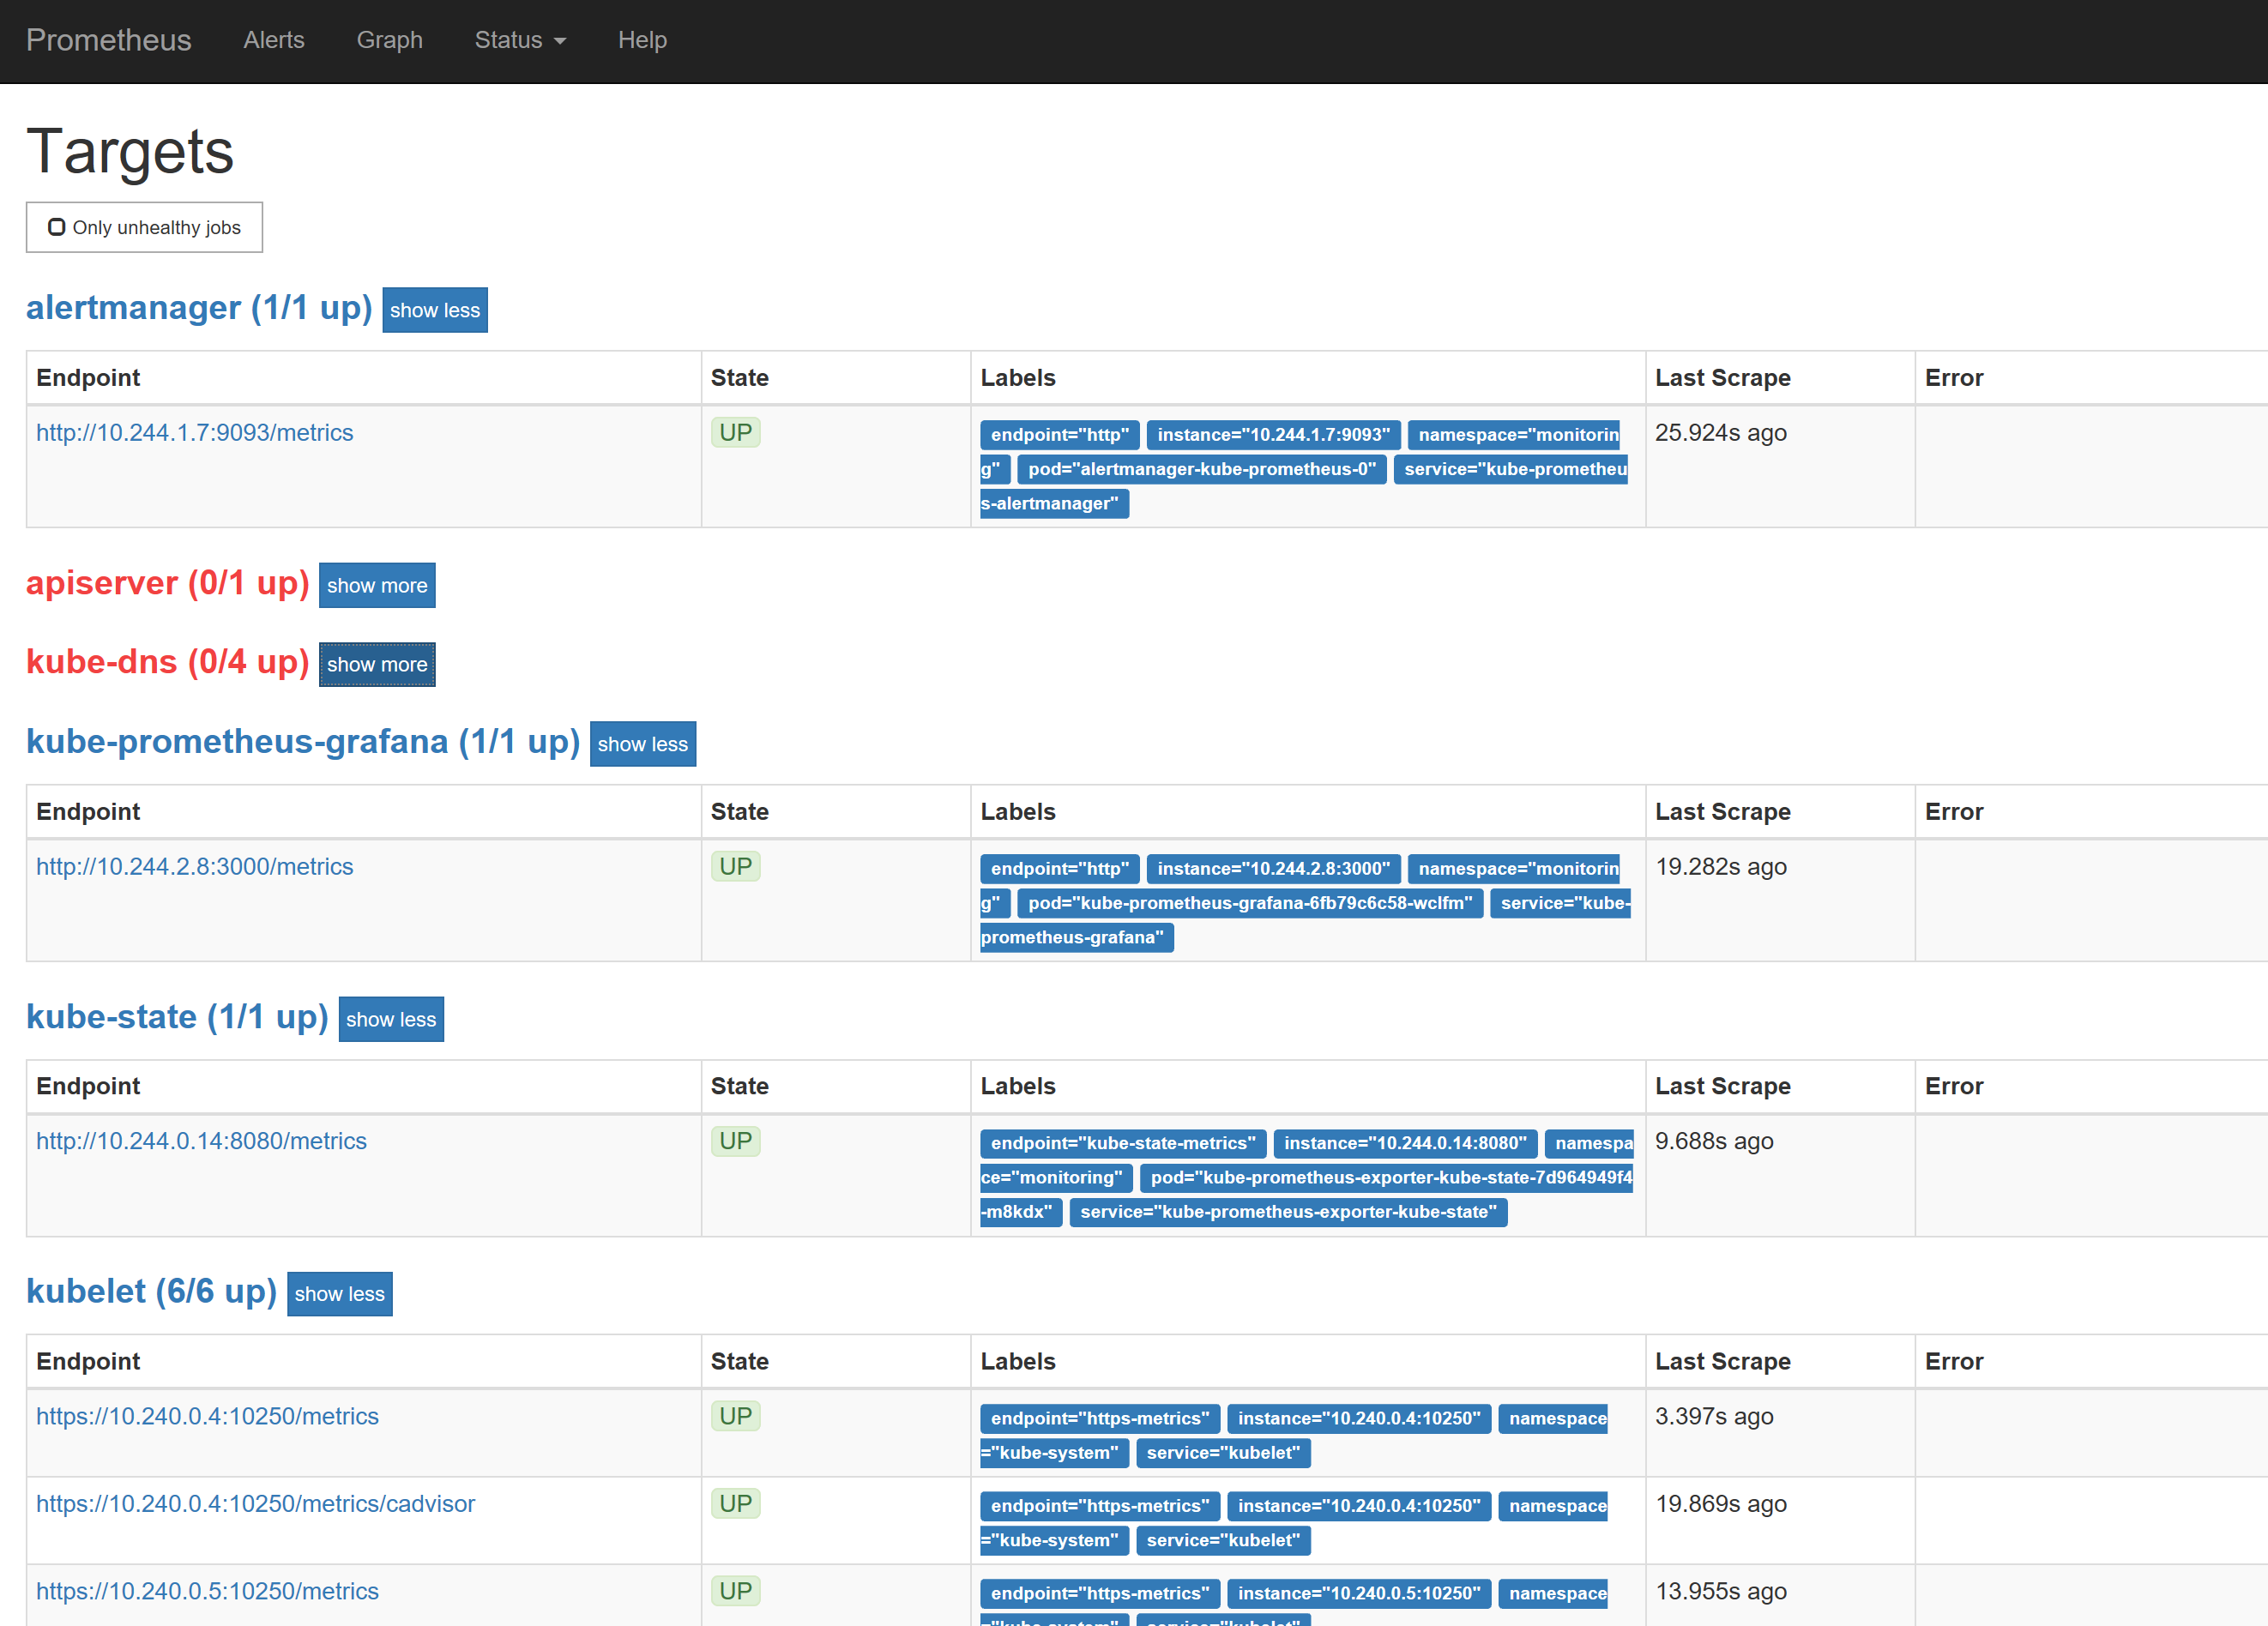 Prometheus Alerts Graph Status Help
Targets
Only unhealthy jobs
alertmanager (1/1 up) show less
Endpoint State Labels Last Scrape Error
http://10.244.1.7:9093/metrics UP endpoint="http" instance="10.244.1.7:9093" namespace="monitorin 25.924s ago
g" pod="alertmanager-kube-prometheus-0" service="kube-prometheu
s-alertmanager"
apiserver (0/1 up) show more
kube-dns (0/4 up) show more
kube-prometheus-grafana (1/1 up) show less
Endpoint State Labels Last Scrape Error
http://10.244.2.8:3000/metrics UP endpoint="http" instance="10.244.2.8:3000" namespace="monitorin 19.282s ago
g" pod="kube-prometheus-grafana-6fb79c6c58-wclfm" service="kube-
prometheus-grafana"
kube-state (1/1 up) show less
Endpoint State Labels Last Scrape Error
http://10.244.0.14:8080/metrics UP endpoint="kube-state-metrics" instance="10.244.0.14:8080" namespa 9.688s ago
ce="monitoring" pod="kube-prometheus-exporter-kube-state-7d964949f4
-m8kdx" service="kube-prometheus-exporter-kube-state"
kubelet (6/6 up) show less
Endpoint State Labels Last Scrape Error
https://10.240.0.4:10250/metrics UP endpoint="https-metrics" instance="10.240.0.4:10250" namespace 3.397s ago
="kube-system" service="kubelet"
https://10.240.0.4:10250/metrics/cadvisor UP endpoint="https-metrics" instance="10.240.0.4:10250" namespace 19.869s ago
="kube-system" service="kubelet"
https://10.240.0.5:10250/metrics UP endpoint="https-metrics" instance="10.240.0.5:10250" namespace 13.955s ago
="kube-system" service="kubelet"